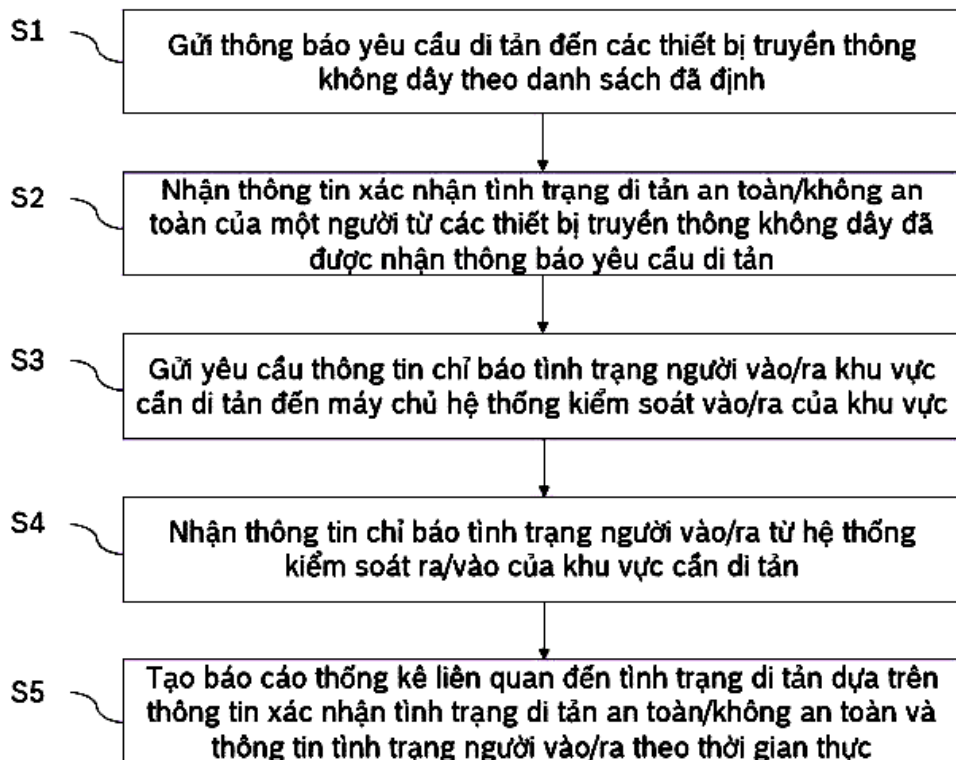 S1
Gửi thông báo yêu cầu di tản đến các thiết bị truyền thông
không dây theo danh sách đã định
S2
Nhận thông tin xác nhận tình trạng di tản an toàn/không an
toàn của một người từ các thiết bị truyền thông không dây đã
được nhận thông báo yêu cầu di tản
S3
Gửi yêu cầu thông tin chỉ báo tình trạng người vào/ra khu vực
cần di tản đến máy chủ hệ thống kiểm soát vào/ra của khu vực
S4
Nhận thông tin chỉ báo tình trạng người vào/ra từ hệ thống
kiểm soát ra/vào của khu vực cần di tản
S5
Tạo báo cáo thống kê liên quan đến tình trạng di tản dựa trên
thông tin xác nhận tình trạng di tản an toàn/không an toàn và
thông tin tình trạng người vào/ra theo thời gian thực